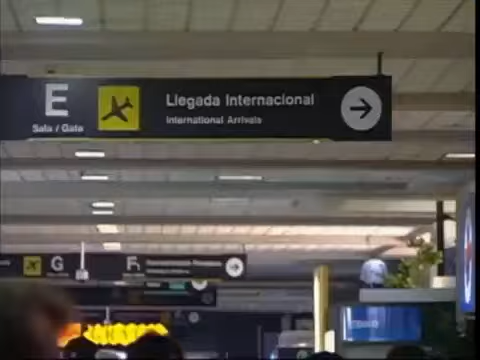 E
Sala / Gate
Llegada Internacional
International Arrivals
G